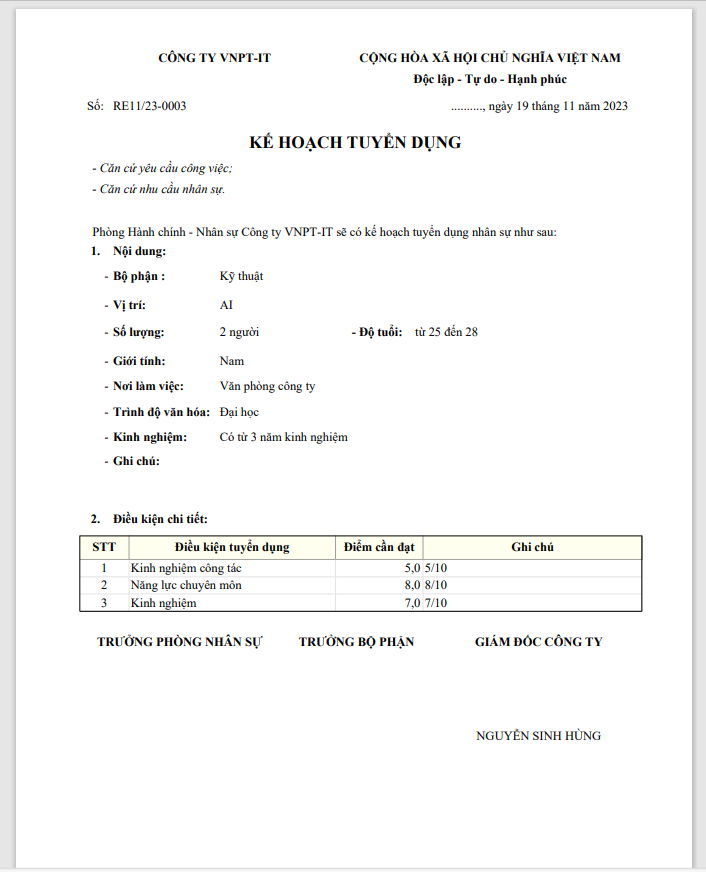 CÔNG TY VNPT-IT CỘNG HÒA XÃ HỘI CHỦ NGHĨA VIỆT NAM
Độc lập - Tự do - Hạnh phúc
Số: RE11/23-0003 .........., ngày 19 tháng 11 năm 2023
KẾ HOẠCH TUYỂN DỤNG
- Căn cứ yêu cầu công việc;
- Căn cứ nhu cầu nhân sự.
Phòng Hành chính - Nhân sự Công ty VNPT-IT sẽ có kế hoạch tuyển dụng nhân sự như sau:
1. Nội dung:
- Bộ phận : Kỹ thuật
- Vị trí: AI
- Số lượng: 2 người - Độ tuổi: từ 25 đến 28
- Giới tính: Nam
- Nơi làm việc: Văn phòng công ty
- Trình độ văn hóa: Đại học
- Kinh nghiệm: Có từ 3 năm kinh nghiệm
- Ghi chú:
2. Điều kiện chi tiết:
STT Điều kiện tuyển dụng Điểm cần đạt Ghi chú
1 Kinh nghiệm công tác 5,0 5/10
2 Năng lực chuyên môn 8,0 8/10
3 Kinh nghiệm 7,0 7/10
TRƯỞNG PHÒNG NHÂN SỰ TRƯỞNG BỘ PHẬN GIÁM ĐỐC CÔNG TY
NGUYỄN SINH HÙNG